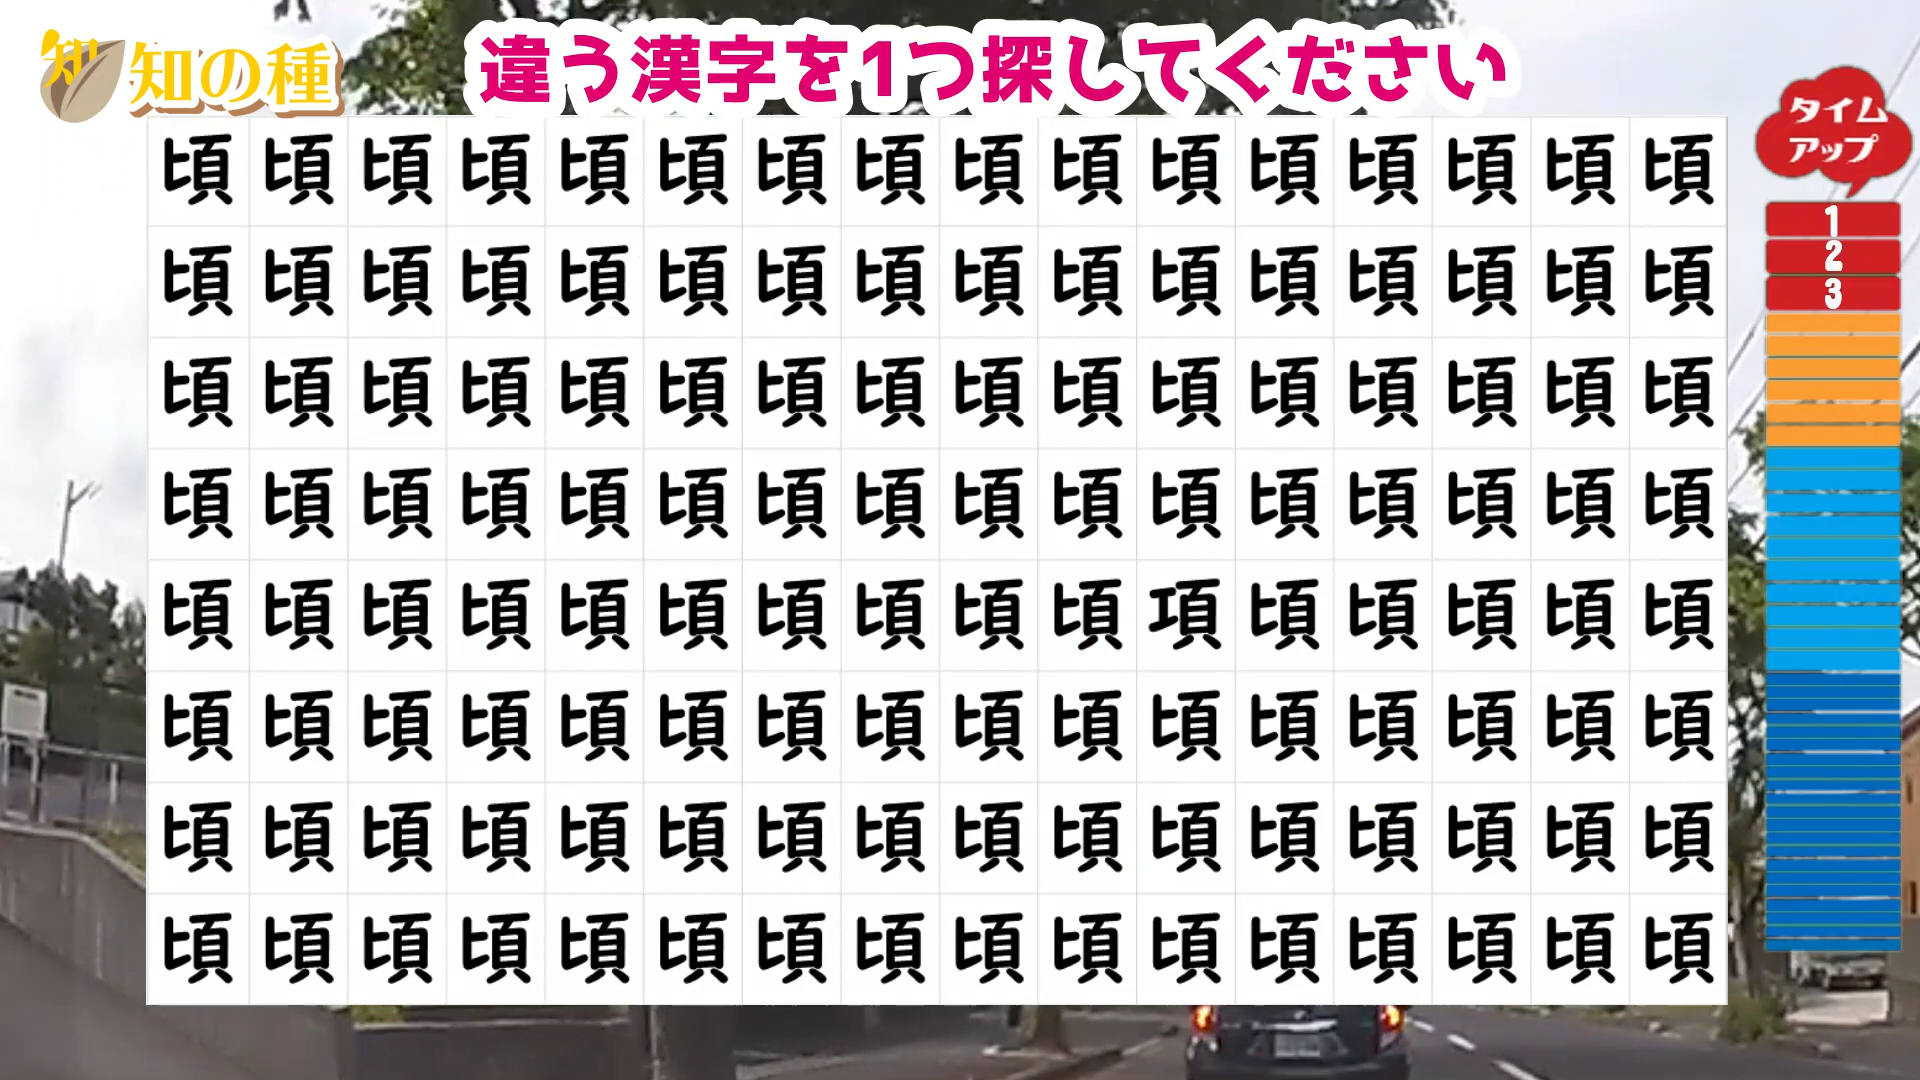 知 知の種
違う漢字を1つ探してください
タイム
アップ
頃頃頃頃頃頃頃頃頃頃頃頃頃頃頃頃
頃頃頃頃頃頃頃頃頃頃頃頃頃頃頃頃
頃頃頃頃頃頃頃頃頃頃頃頃頃頃頃頃
頃頃頃頃頃頃頃頃頃頃頃頃頃頃頃頃
頃頃頃頃頃頃頃頃頃頃項頃頃頃頃頃
頃頃頃頃頃頃頃頃頃頃頃頃頃頃頃頃
頃頃頃頃頃頃頃頃頃頃頃頃頃頃頃頃
頃頃頃頃頃頃頃頃頃頃頃頃頃頃頃頃
1
2
3